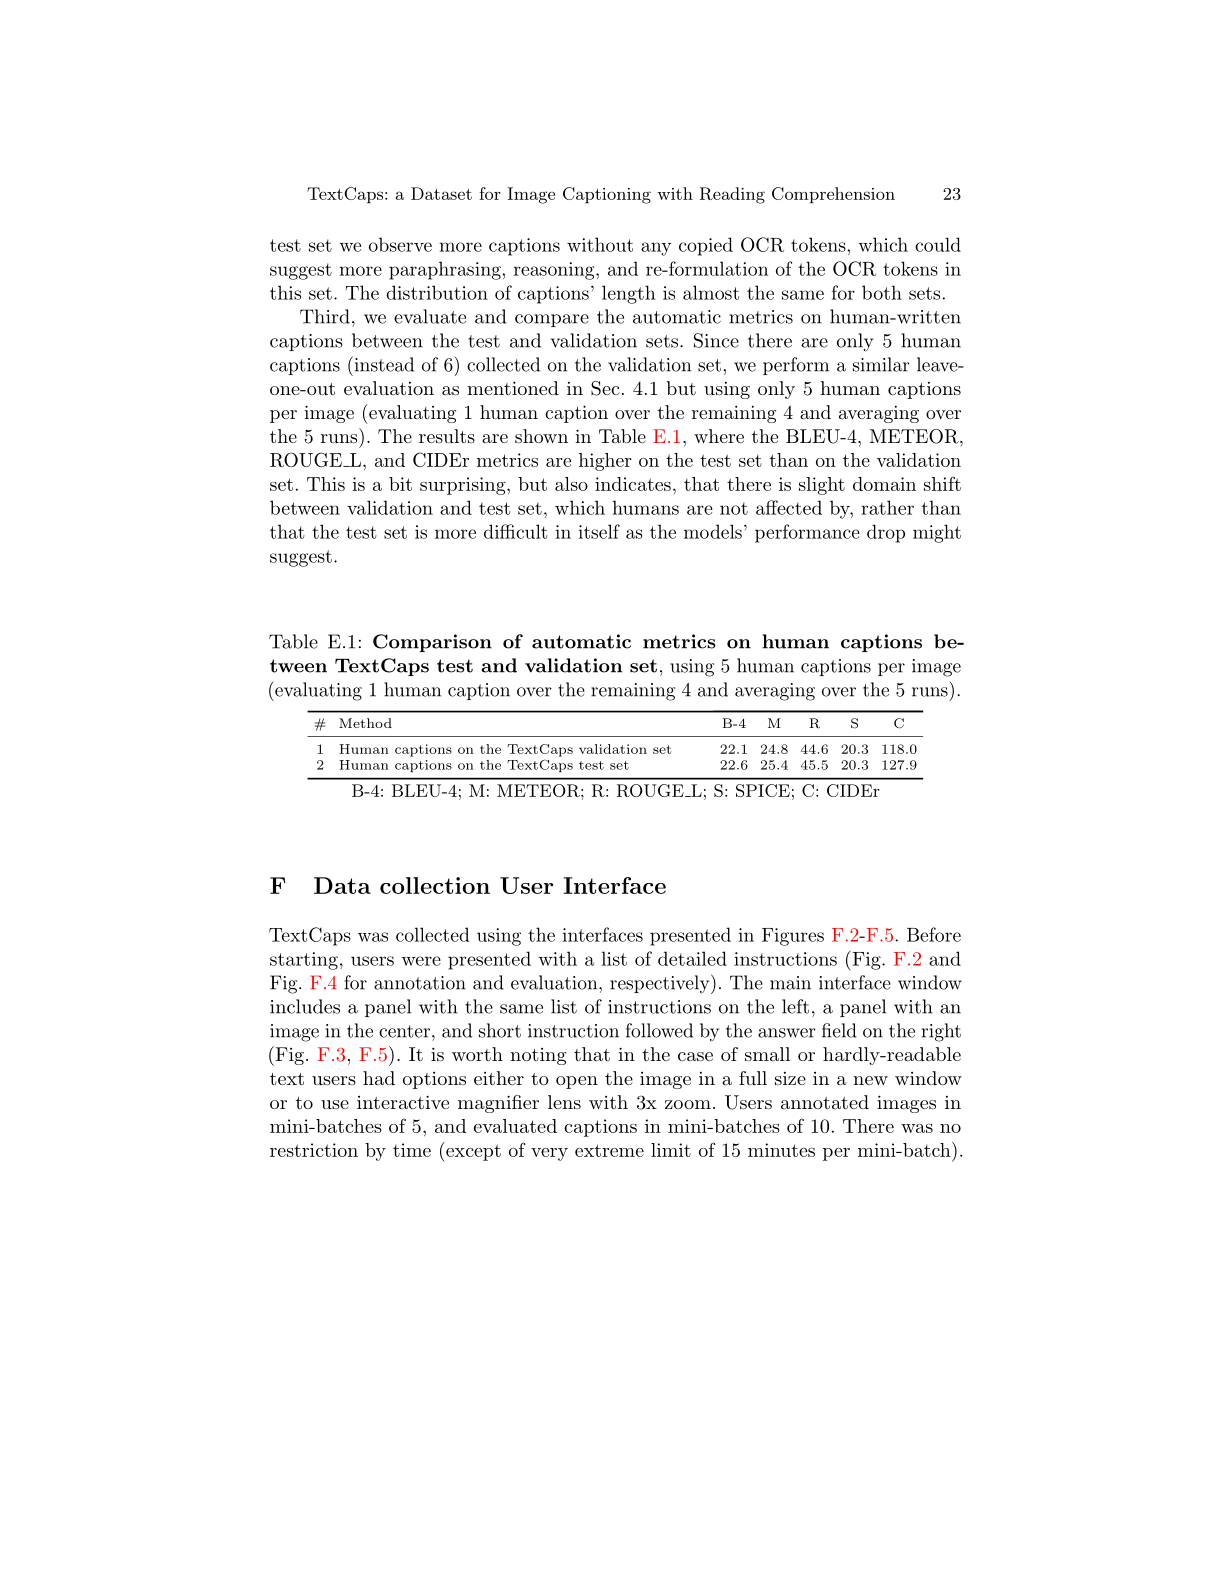 TextCaps: a Dataset for Image Captioning with Reading Comprehension 23
test set we observe more captions without any copied OCR tokens, which could
suggest more paraphrasing, reasoning, and re-formulation of the OCR tokens in
this set. The distribution of captions' length is almost the same for both sets.
Third, we evaluate and compare the automatic metrics on human-written
captions between the test and validation sets. Since there are only 5 human
captions (instead of 6) collected on the validation set, we perform a similar leave-
one-out evaluation as mentioned in Sec. 4.1 but using only 5 human captions
per image (evaluating 1 human caption over the remaining 4 and averaging over
the 5 runs). The results are shown in Table E.1, where the BLEU-4, METEOR,
ROUGE_L, and CIDEr metrics are higher on the test set than on the validation
set. This is a bit surprising, but also indicates, that there is slight domain shift
between validation and test set, which humans are not affected by, rather than
that the test set is more difficult in itself as the models' performance drop might
suggest.
Table E.1: Comparison of automatic metrics on human captions be-
tween TextCaps test and validation set, using 5 human captions per image
(evaluating 1 human caption over the remaining 4 and averaging over the 5 runs).
# Method B-4 M R S C
1 Human captions on the TextCaps validation set 22.1 24.8 44.6 20.3 118.0
2 Human captions on the TextCaps test set 22.6 25.4 45.5 20.3 127.9
B-4: BLEU-4; M: METEOR; R: ROUGE_L; S: SPICE; C: CIDEr
F Data collection User Interface
TextCaps was collected using the interfaces presented in Figures F.2-F.5. Before
starting, users were presented with a list of detailed instructions (Fig. F.2 and
Fig. F.4 for annotation and evaluation, respectively). The main interface window
includes a panel with the same list of instructions on the left, a panel with an
image in the center, and short instruction followed by the answer field on the right
(Fig. F.3, F.5). It is worth noting that in the case of small or hardly-readable
text users had options either to open the image in a full size in a new window
or to use interactive magnifier lens with 3x zoom. Users annotated images in
mini-batches of 5, and evaluated captions in mini-batches of 10. There was no
restriction by time (except of very extreme limit of 15 minutes per mini-batch).